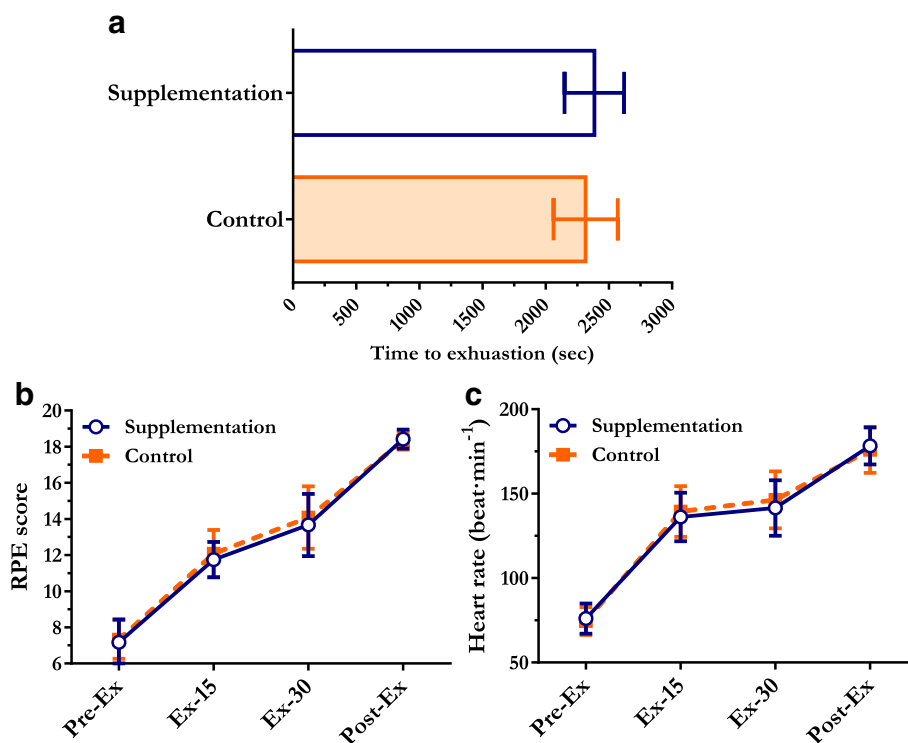 a
Supplementation
Control
0
500
1000
1500
2000
2500
3000
Time to exhuastion (sec)
b
20
18
16
14
12
10
8
6
RPE score
Supplementation
Control
Pre-Ex
Ex-15
Ex-30
Post-Ex
c
200
150
100
50
Heart rate (beat·min⁻¹)
Supplementation
Control
Pre-Ex
Ex-15
Ex-30
Post-Ex